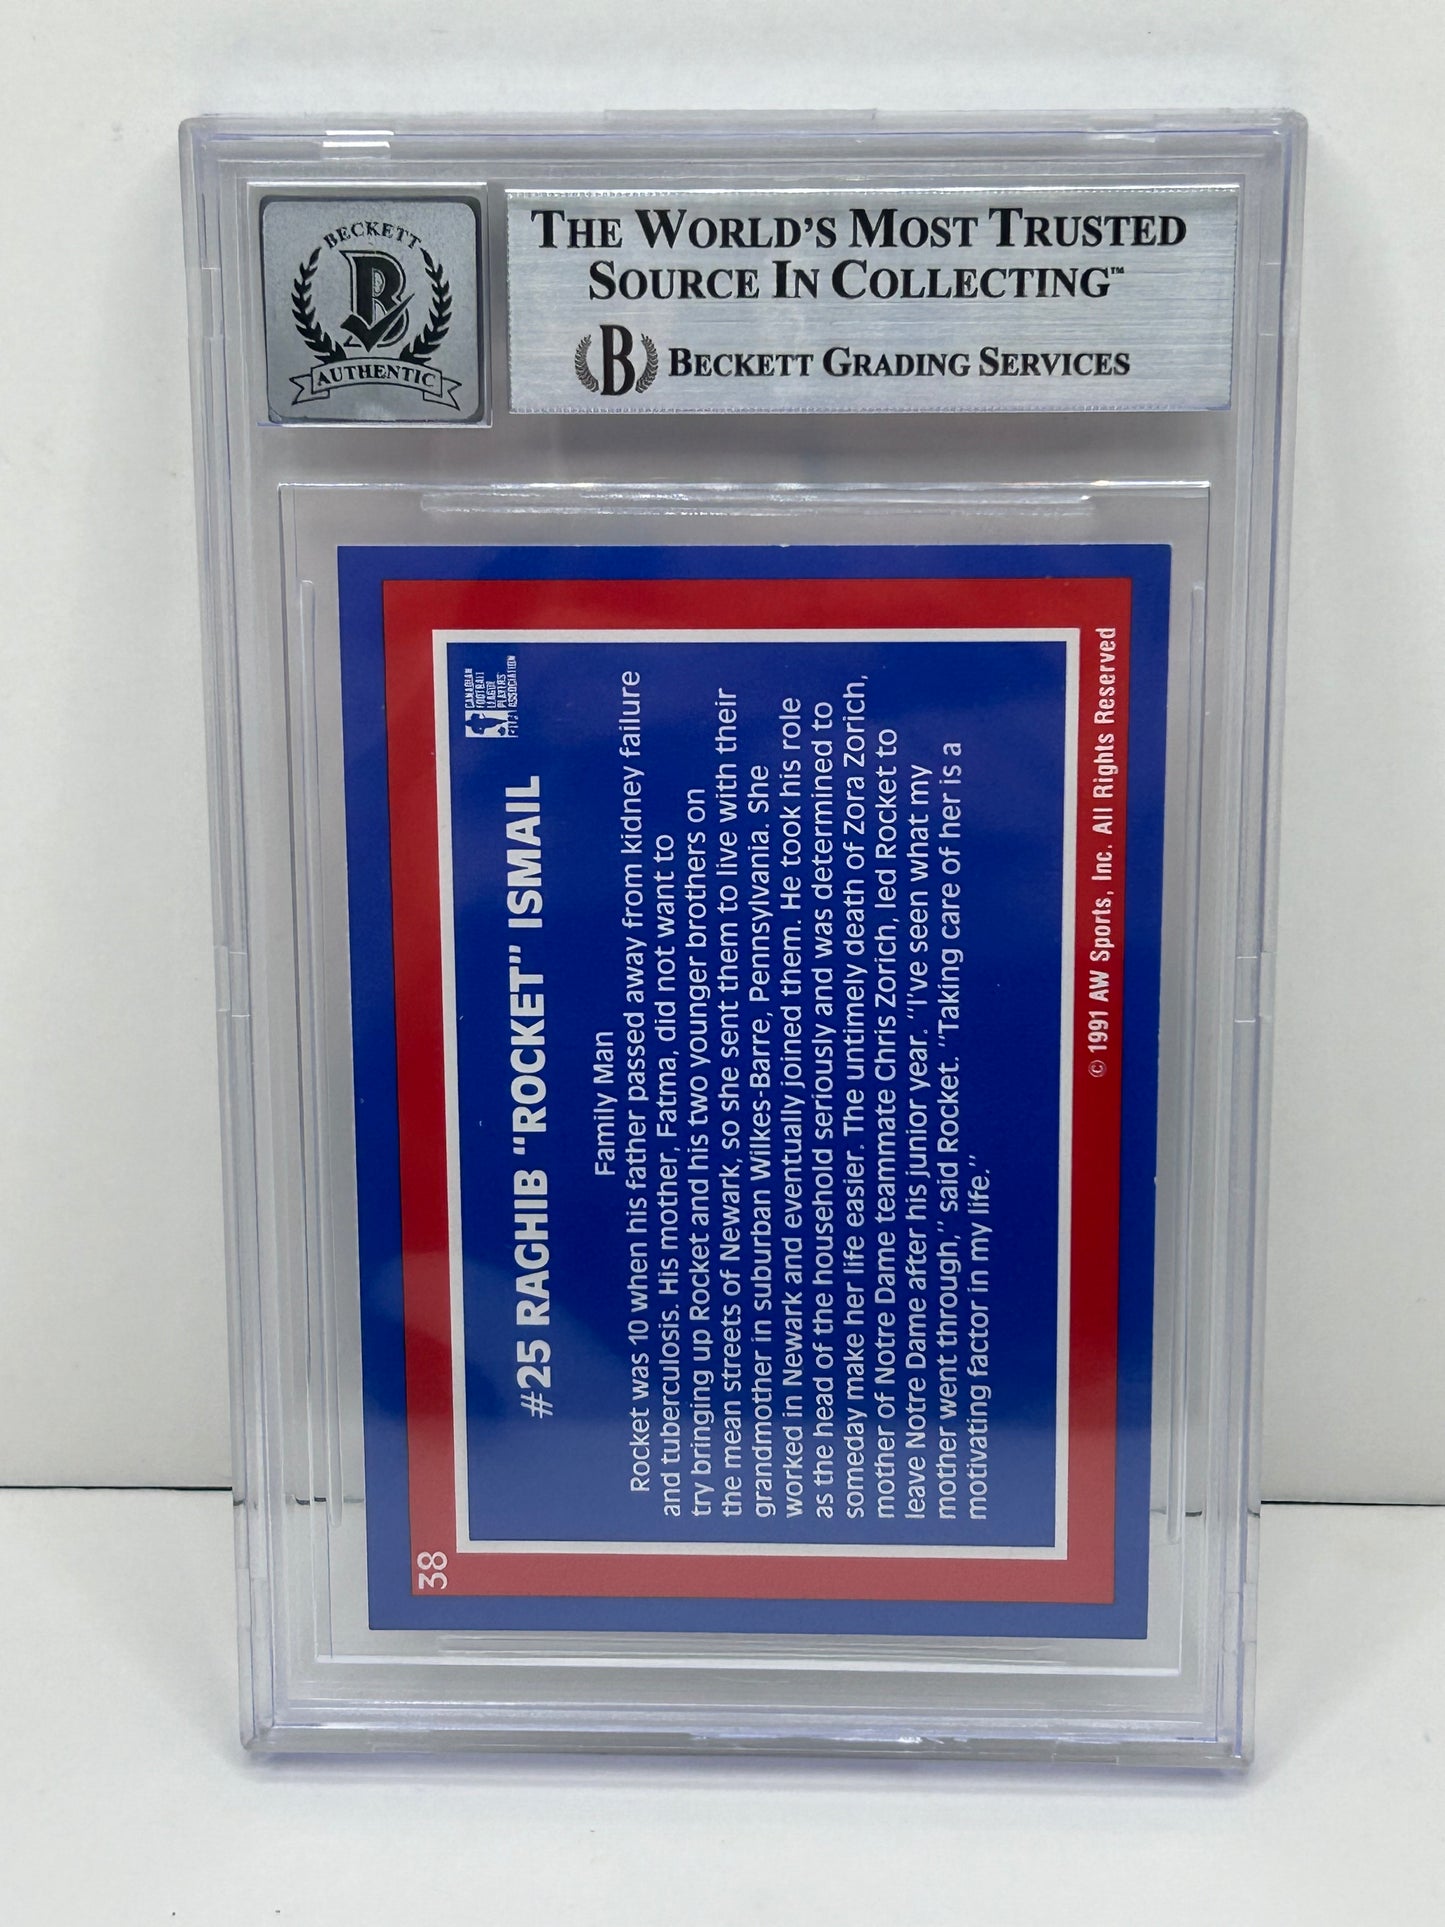 BECKETT
B
AUTHENTIC
THE WORLD'S MOST TRUSTED
SOURCE IN COLLECTING™
B BECKETT GRADING SERVICES
38
#25 RAGHIB "ROCKET" ISMAIL
CANADIAN
FOOTBALL
LEAGUE
PLAYERS
ASSOCIATION
Family Man
Rocket was 10 when his father passed away from kidney failure
and tuberculosis. His mother, Fatma, did not want to
try bringing up Rocket and his two younger brothers on
the mean streets of Newark, so she sent them to live with their
grandmother in suburban Wilkes-Barre, Pennsylvania. She
worked in Newark and eventually joined them. He took his role
as the head of the household seriously and was determined to
someday make her life easier. The untimely death of Zora Zorich,
mother of Notre Dame teammate Chris Zorich, led Rocket to
leave Notre Dame after his junior year. "I've seen what my
mother went through," said Rocket. "Taking care of her is a
motivating factor in my life."
© 1991 AW Sports, Inc. All Rights Reserved